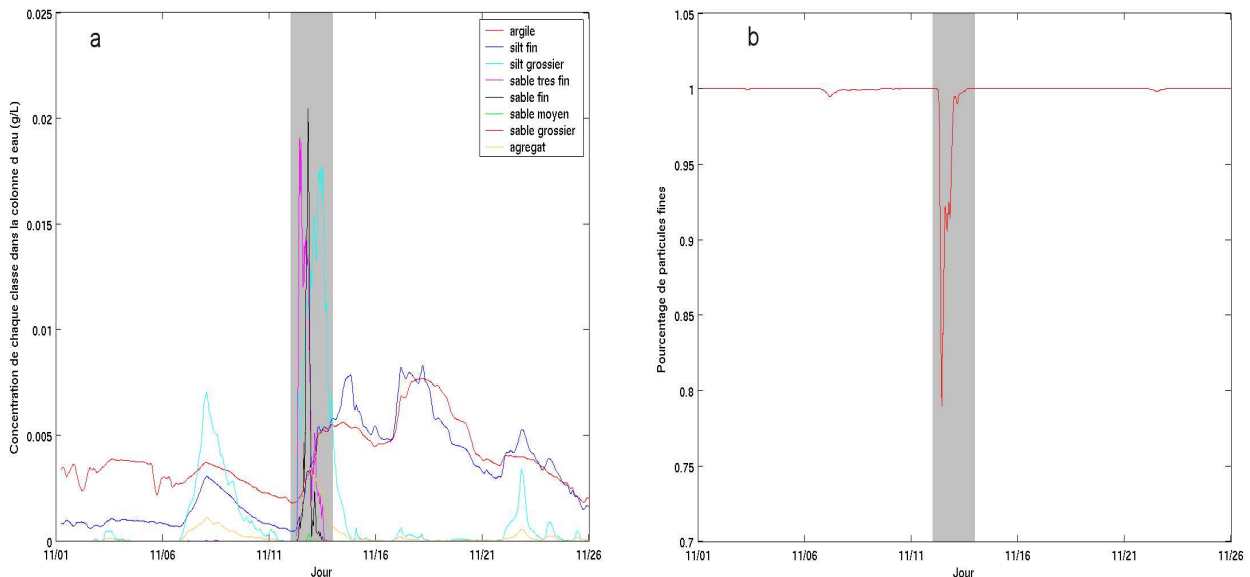 a
0.025
0.02
0.015
0.01
0.005
0
Concentration de chaque classe dans la colonne d eau (g/L)
argile
silt fin
silt grossier
sable tres fin
sable fin
sable moyen
sable grossier
agregat
11/01 11/06 11/11 11/16 11/21 11/26
Jour
b
1.05
1
0.95
0.9
0.85
0.8
0.75
0.7
Pourcentage de particules fines
11/01 11/06 11/11 11/16 11/21 11/26
Jour